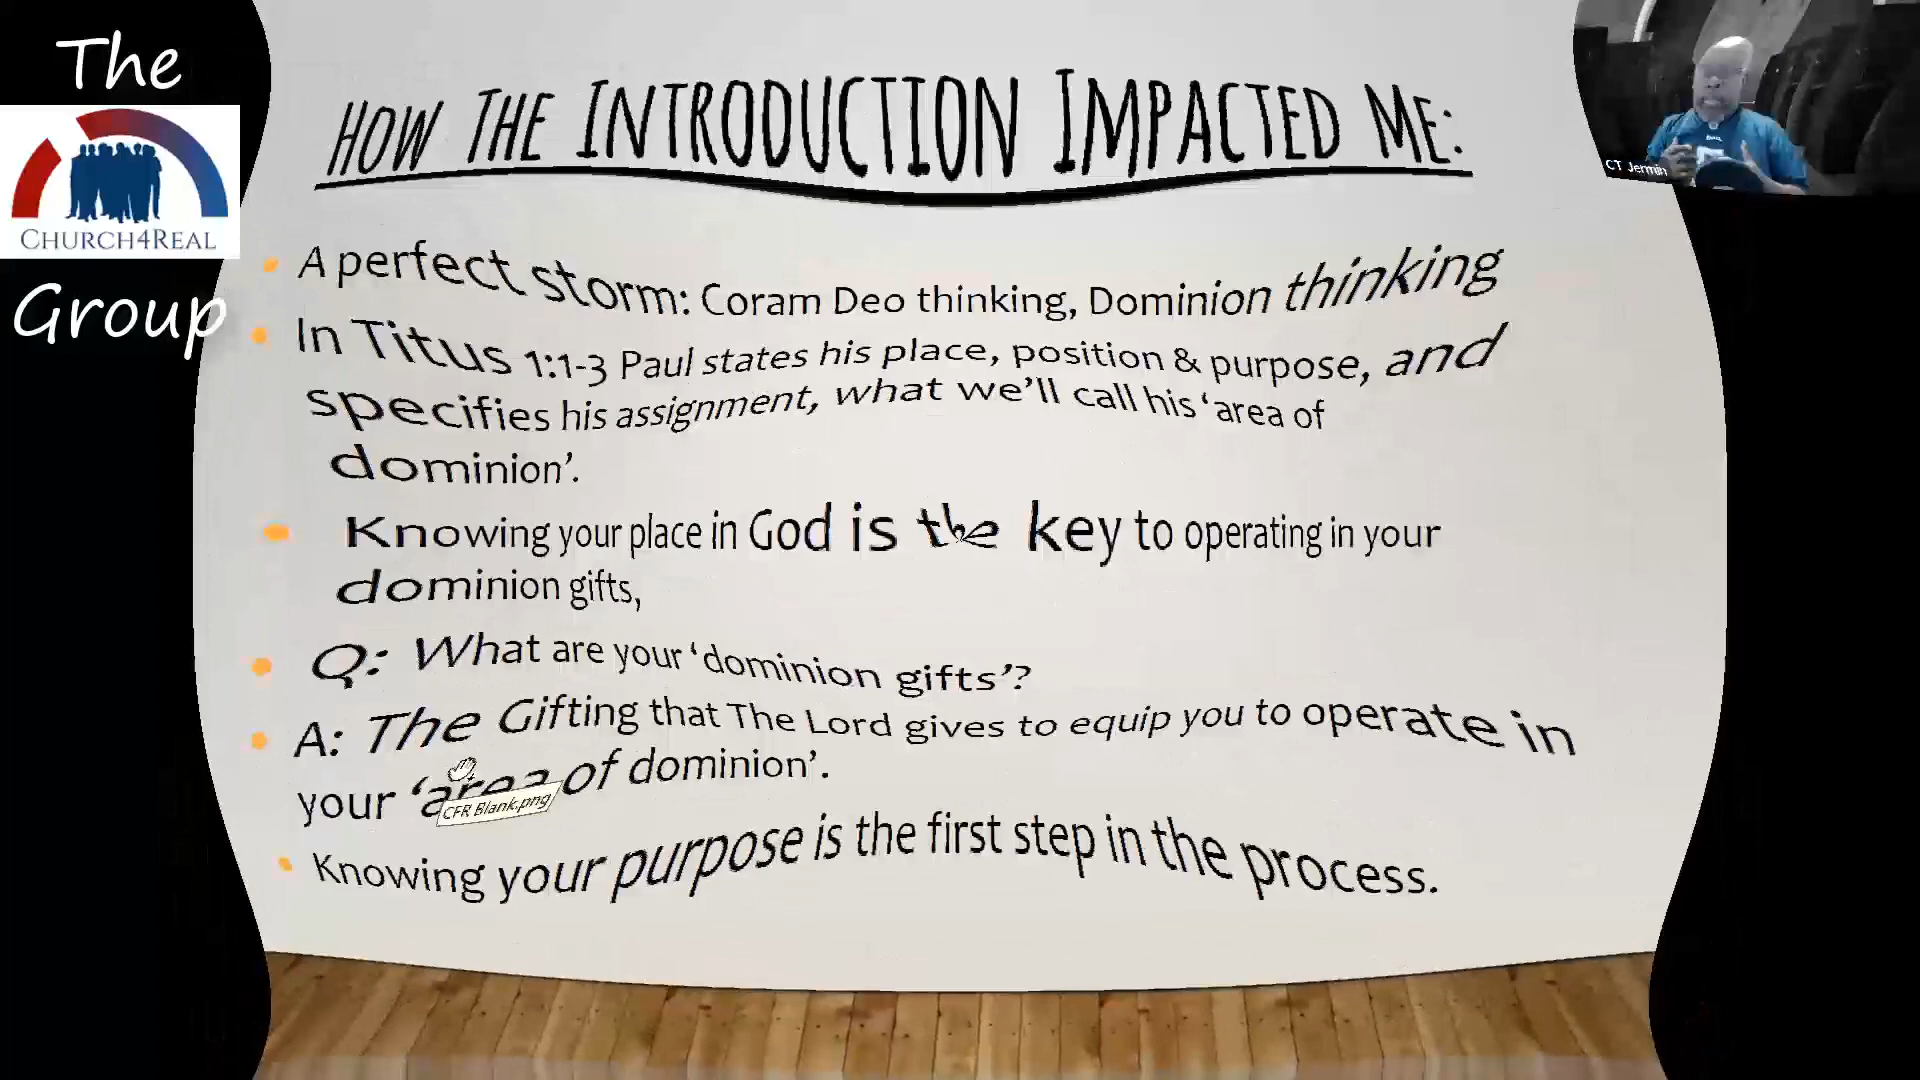 The
CHURCH4REAL
Group
HOW THE INTRODUCTION IMPACTED ME:
CT Jermin
A perfect storm: Coram Deo thinking, Dominion thinking
In Titus 1:1-3 Paul states his place, position & purpose, and
specifies his assignment, what we'll call his 'area of
dominion'.
Knowing your place in God is the key to operating in your
dominion gifts,
Q: What are your 'dominion gifts'?
A: The Gifting that The Lord gives to equip you to operate in
your 'area of dominion'.
CFR Blank.png
Knowing your purpose is the first step in the process.